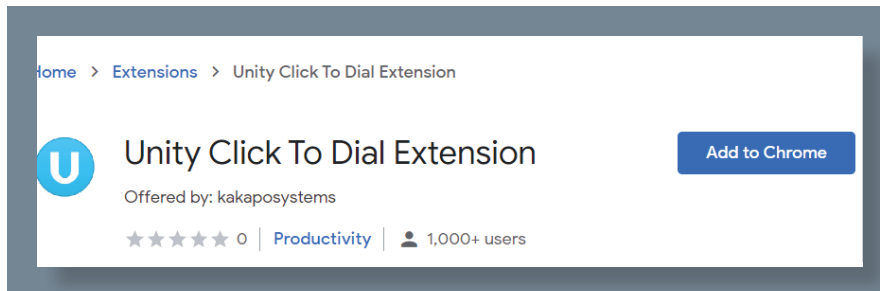 Home > Extensions > Unity Click To Dial Extension
U
Unity Click To Dial Extension
Add to Chrome
Offered by: kakaposystems
0 | Productivity | 1,000+ users